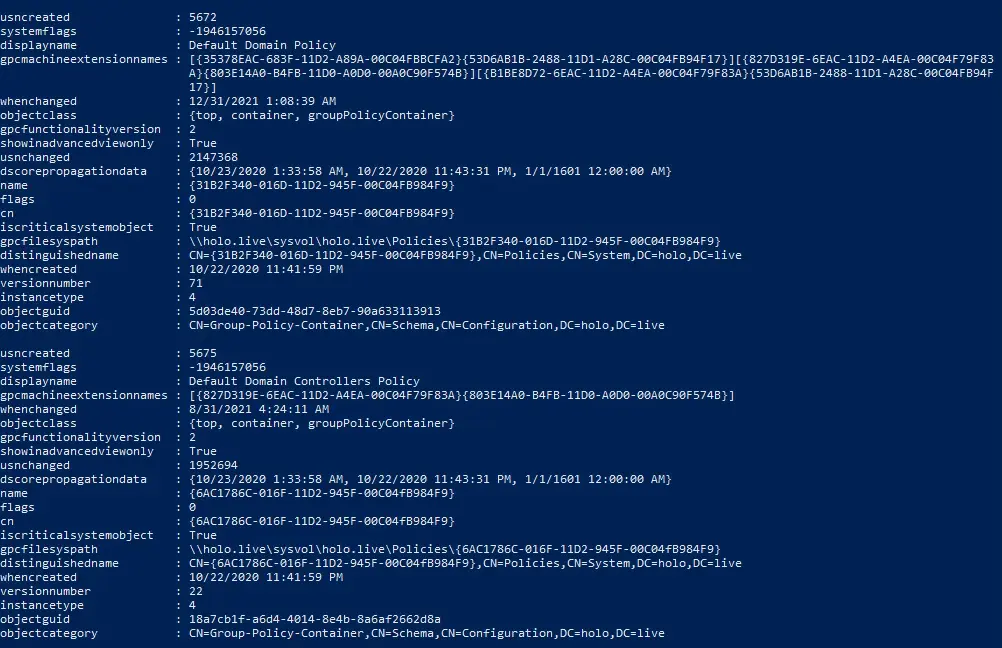 usncreated : 5672
systemflags : -1946157056
displayname : Default Domain Policy
gpcmachineextensionnames : [{35378EAC-683F-11D2-A89A-00C04FBBCFA2}{53D6AB1B-2488-11D1-A28C-00C04FB94F17}][{827D319E-6EAC-11D2-A4EA-00C04F79F83
A}{803E14A0-B4FB-11D0-A0D0-00A0C90F574B}][{B1BE8D72-6EAC-11D2-A4EA-00C04F79F83A}{53D6AB1B-2488-11D1-A28C-00C04FB94F
17}]
whenchanged : 12/31/2021 1:08:39 AM
objectclass : {top, container, groupPolicyContainer}
gpcfunctionalityversion : 2
showinadvancedviewonly : True
usnchanged : 2147368
dscorepropagationdata : {10/23/2020 1:33:58 AM, 10/22/2020 11:43:31 PM, 1/1/1601 12:00:00 AM}
name : {31B2F340-016D-11D2-945F-00C04FB984F9}
flags : 0
cn : {31B2F340-016D-11D2-945F-00C04FB984F9}
iscriticalsystemobject : True
gpcfilesyspath : \\holo.live\sysvol\holo.live\Policies\{31B2F340-016D-11D2-945F-00C04FB984F9}
distinguishedname : CN={31B2F340-016D-11D2-945F-00C04FB984F9},CN=Policies,CN=System,DC=holo,DC=live
whencreated : 10/22/2020 11:41:59 PM
versionnumber : 71
instancetype : 4
objectguid : 5d03de40-73dd-48d7-8eb7-90a633113913
objectcategory : CN=Group-Policy-Container,CN=Schema,CN=Configuration,DC=holo,DC=live
usncreated : 5675
systemflags : -1946157056
displayname : Default Domain Controllers Policy
gpcmachineextensionnames : [{827D319E-6EAC-11D2-A4EA-00C04F79F83A}{803E14A0-B4FB-11D0-A0D0-00A0C90F574B}]
whenchanged : 8/31/2021 4:24:11 AM
objectclass : {top, container, groupPolicyContainer}
gpcfunctionalityversion : 2
showinadvancedviewonly : True
usnchanged : 1952694
dscorepropagationdata : {10/23/2020 1:33:58 AM, 10/22/2020 11:43:31 PM, 1/1/1601 12:00:00 AM}
name : {6AC1786C-016F-11D2-945F-00C04fB984F9}
flags : 0
cn : {6AC1786C-016F-11D2-945F-00C04fB984F9}
iscriticalsystemobject : True
gpcfilesyspath : \\holo.live\sysvol\holo.live\Policies\{6AC1786C-016F-11D2-945F-00C04fB984F9}
distinguishedname : CN={6AC1786C-016F-11D2-945F-00C04fB984F9},CN=Policies,CN=System,DC=holo,DC=live
whencreated : 10/22/2020 11:41:59 PM
versionnumber : 22
instancetype : 4
objectguid : 18a7cb1f-a6d4-4014-8e4b-8a6af2662d8a
objectcategory : CN=Group-Policy-Container,CN=Schema,CN=Configuration,DC=holo,DC=live